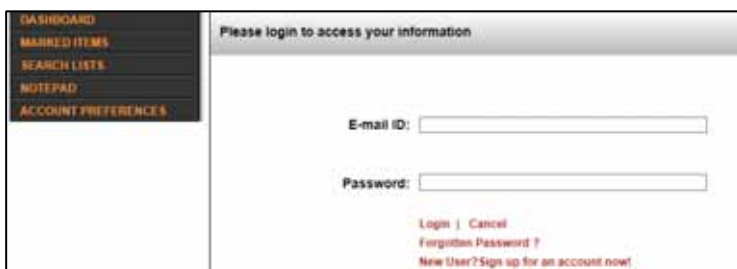 DASHBOARD
MARKED ITEMS
SEARCH LISTS
NOTEPAD
ACCOUNT PREFERENCES
Please login to access your information
E-mail ID:
Password:
Login | Cancel
Forgotten Password ?
New User?Sign up for an account now!